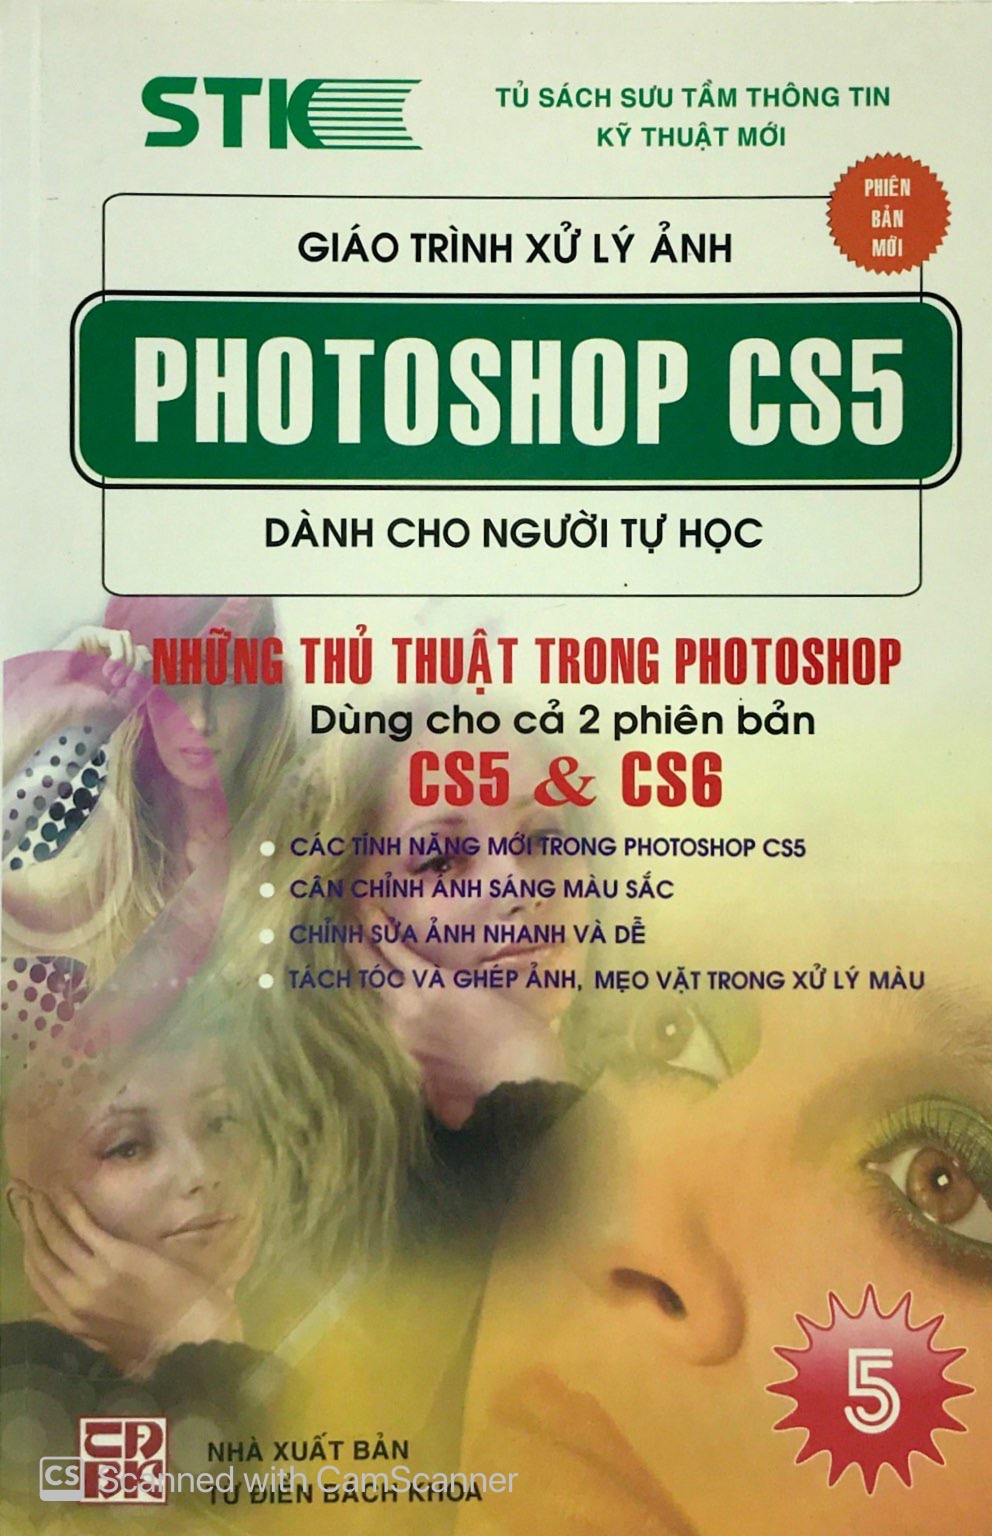 STK
TỦ SÁCH SƯU TẦM THÔNG TIN
KỸ THUẬT MỚI
PHIÊN
BẢN
MỚI
GIÁO TRÌNH XỬ LÝ ẢNH
PHOTOSHOP CS5
DÀNH CHO NGƯỜI TỰ HỌC
NHỮNG THỦ THUẬT TRONG PHOTOSHOP
Dùng cho cả 2 phiên bản
CS5 & CS6
CÁC TÍNH NĂNG MỚI TRONG PHOTOSHOP CS5
CÂN CHỈNH ÁNH SÁNG MÀU SẮC
CHỈNH SỬA ẢNH NHANH VÀ DỄ
TÁCH TÓC VÀ GHÉP ẢNH, MẸO VẶT TRONG XỬ LÝ MÀU
5
TĐ
BK
NHÀ XUẤT BẢN
TỪ ĐIỂN BÁCH KHOA
CS Scanned with CamScanner